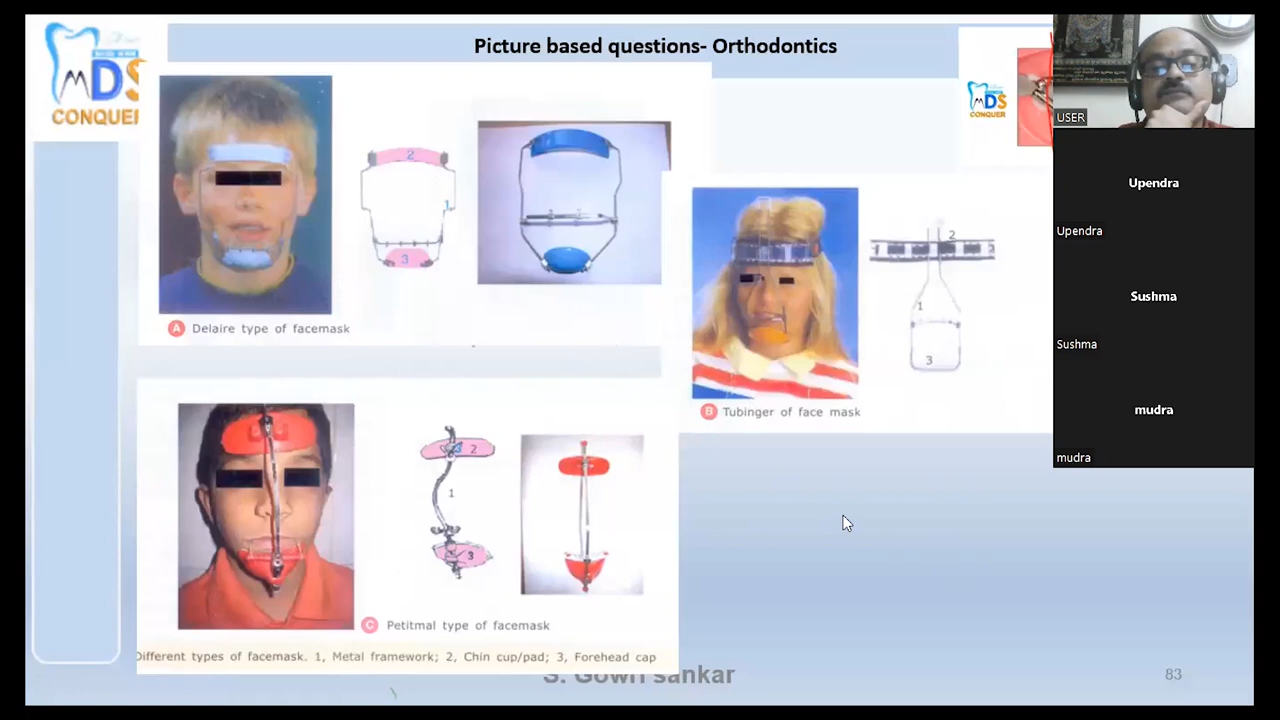 Picture based questions- Orthodontics
MDS
CONQUER
MDS
CONQUER
2
1
3
A Delaire type of facemask
2
1
3
B Tubinger of face mask
2
1
3
C Petitmal type of facemask
Different types of facemask. 1, Metal framework; 2, Chin cup/pad; 3, Forehead cap
S. Gowri sankar
83
USER
Upendra
Upendra
Sushma
Sushma
mudra
mudra